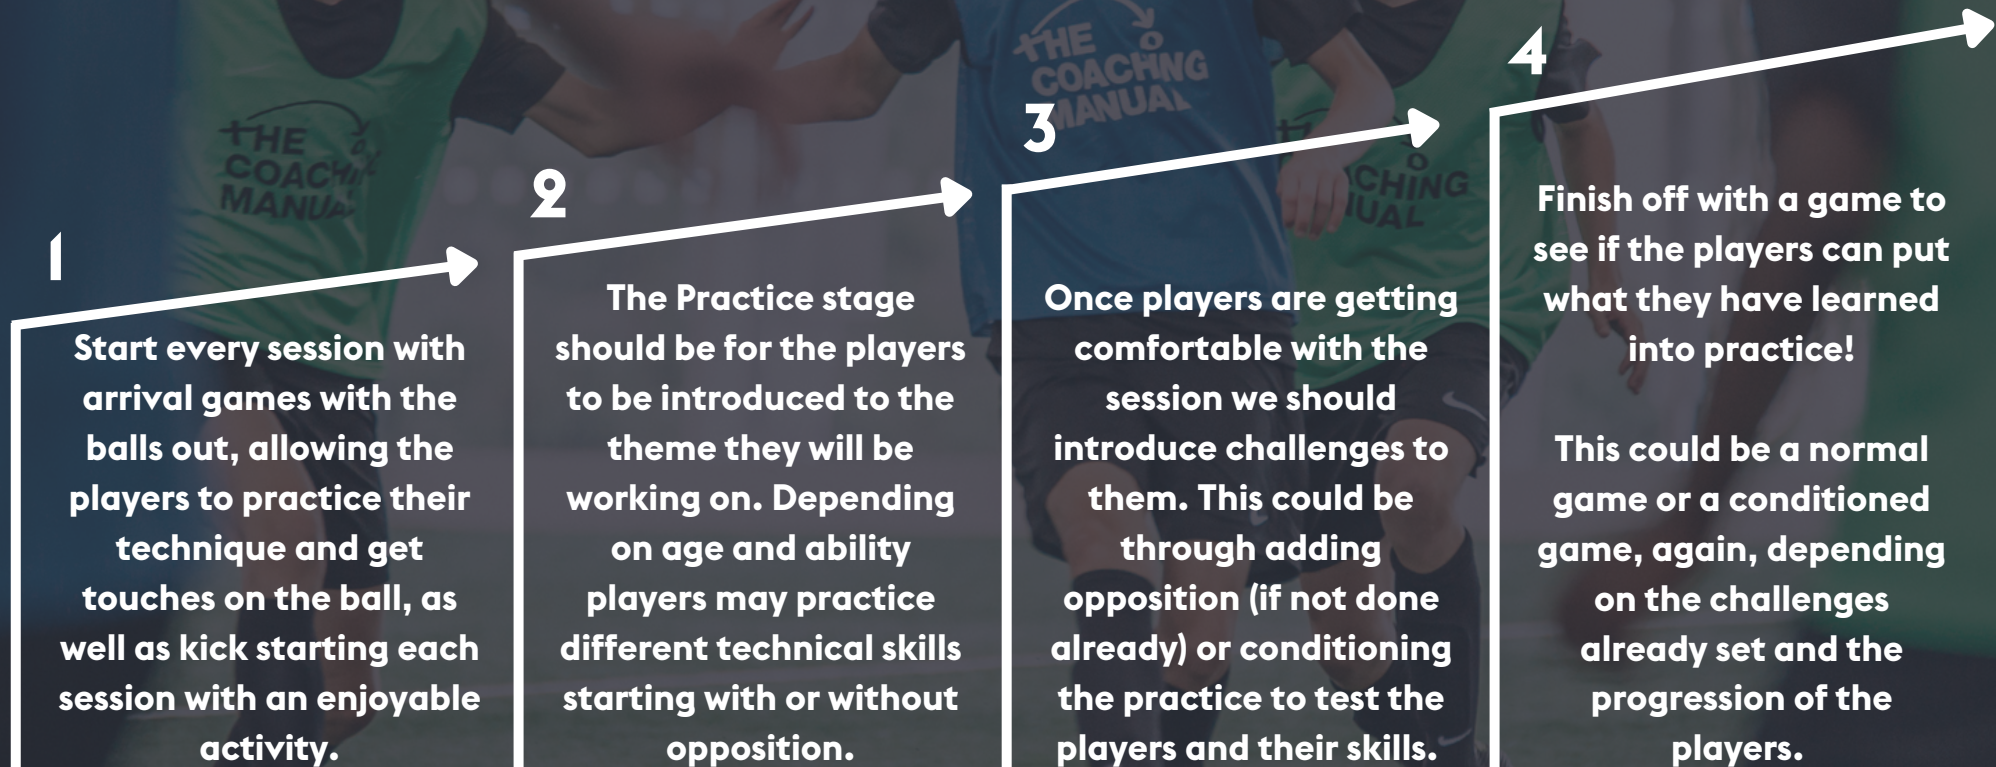 THE
COACHING
MANUAL
THE
COACHI
MANUAL
CHING
UAL
1
Start every session with
arrival games with the
balls out, allowing the
players to practice their
technique and get
touches on the ball, as
well as kick starting each
session with an enjoyable
activity.
2
The Practice stage
should be for the players
to be introduced to the
theme they will be
working on. Depending
on age and ability
players may practice
different technical skills
starting with or without
opposition.
3
Once players are getting
comfortable with the
session we should
introduce challenges to
them. This could be
through adding
opposition (if not done
already) or conditioning
the practice to test the
players and their skills.
4
Finish off with a game to
see if the players can put
what they have learned
into practice!
This could be a normal
game or a conditioned
game, again, depending
on the challenges
already set and the
progression of the
players.